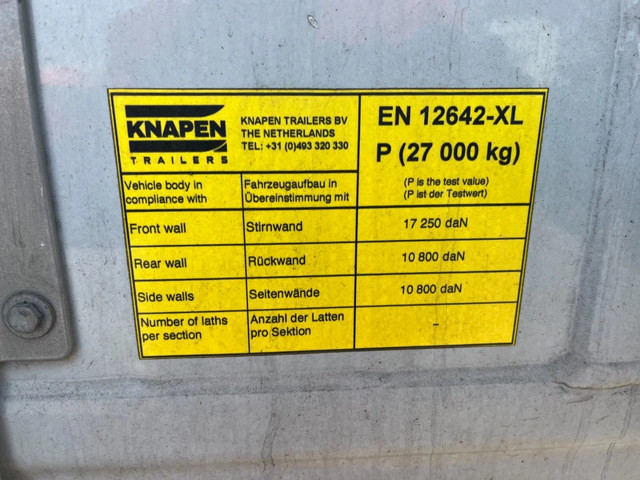 KNAPEN
TRAILERS
KNAPEN TRAILERS BV
THE NETHERLANDS
TEL: +31 (0)493 320 330
EN 12642-XL
P (27 000 kg)
(P is the test value)
(P ist der Testwert)
Vehicle body in
compliance with
Fahrzeugaufbau in
Übereinstimmung mit
Front wall
Stirnwand
17 250 daN
Rear wall
Rückwand
10 800 daN
Side walls
Seitenwände
10 800 daN
Number of laths
per section
Anzahl der Latten
pro Sektion
-